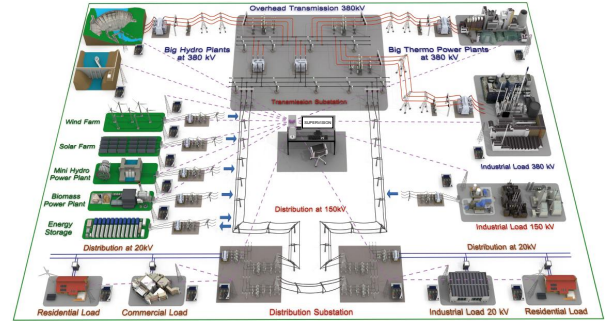 Overhead Transmission 380kV
Big Hydro Plants
at 380 kV
Big Thermo Power Plants
at 380 kV
Transmission Substation
Wind Farm
SUPERVISION
Solar Farm
Mini Hydro
Power Plant
Industrial Load 380 kV
Biomass
Power Plant
Energy
Storage
Distribution at 150kV
Industrial Load 150 kV
Distribution at 20kV
Distribution at 20kV
Residential Load
Commercial Load
Distribution Substation
Industrial Load 20 kV
Residential Load